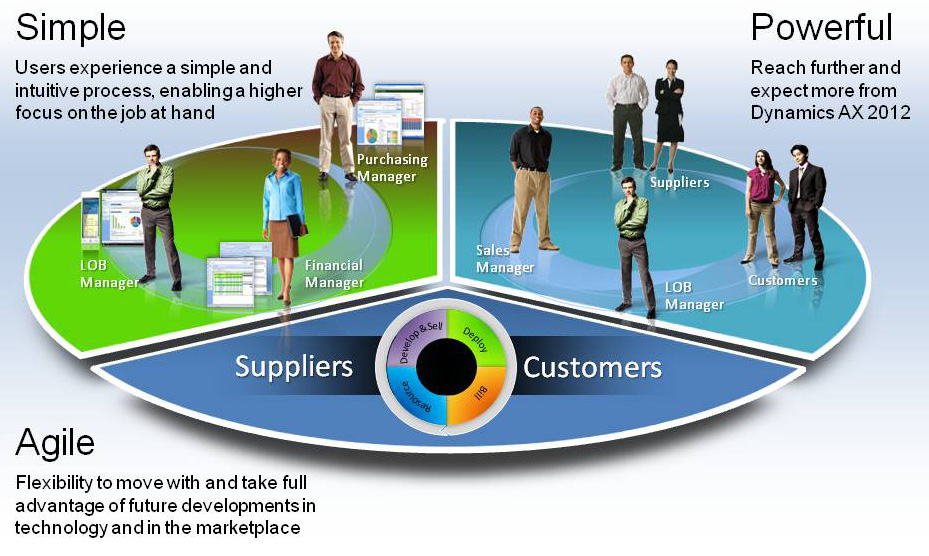 Simple
Users experience a simple and
intuitive process, enabling a higher
focus on the job at hand
Powerful
Reach further and
expect more from
Dynamics AX 2012
Purchasing
Manager
LOB
Manager
Financial
Manager
Suppliers
Sales
Manager
LOB
Manager
Customers
Suppliers
Develop & Sell
Deploy
Resource
Bill
Customers
Agile
Flexibility to move with and take full
advantage of future developments in
technology and in the marketplace